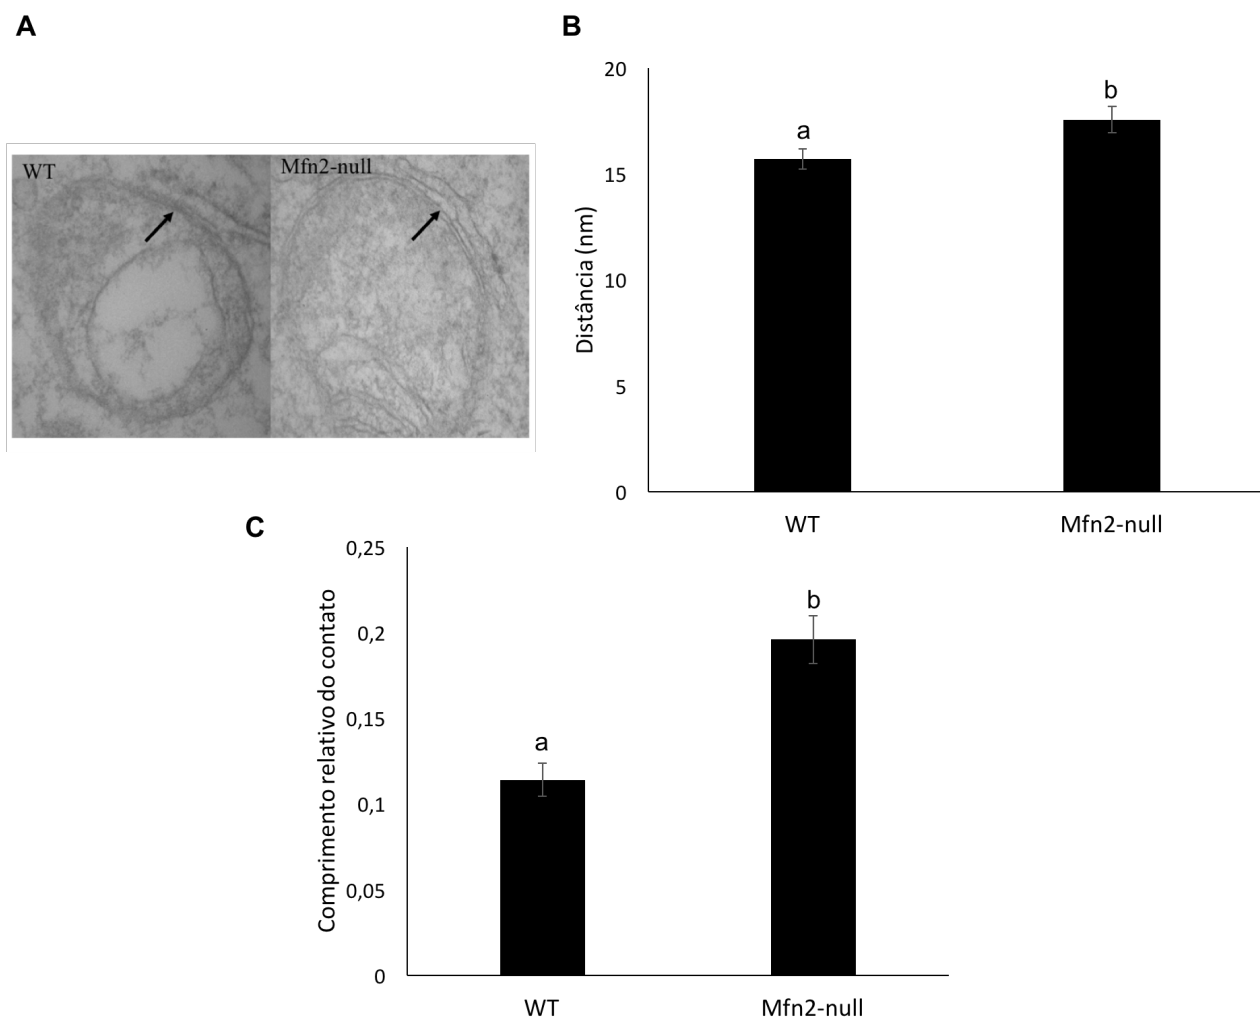 A
WT
Mfn2-null
B
20
15
10
5
0
Distância (nm)
a
b
WT
Mfn2-null
C
0,25
0,2
0,15
0,1
0,05
0
Comprimento relativo do contato
a
b
WT
Mfn2-null